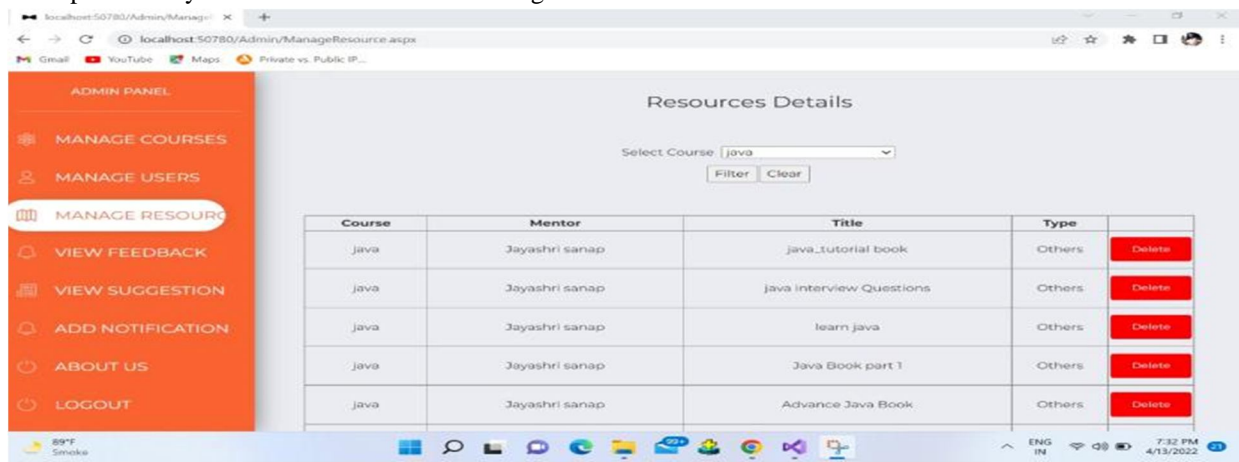 localhost:50780/Admin/Manage
localhost:50780/Admin/ManageResource.aspx
Gmail YouTube Maps Private vs. Public IP...
ADMIN PANEL
MANAGE COURSES
MANAGE USERS
MANAGE RESOURC
VIEW FEEDBACK
VIEW SUGGESTION
ADD NOTIFICATION
ABOUT US
LOGOUT
Resources Details
Select Course java
Filter Clear
Course Mentor Title Type
java Jayashri sanap java_tutorial book Others Delete
java Jayashri sanap java interview Questions Others Delete
java Jayashri sanap learn java Others Delete
java Jayashri sanap Java Book part 1 Others Delete
java Jayashri sanap Advance Java Book Others Delete
89°F
Smoke
99+
ENG
IN
7:32 PM
4/13/2022
21